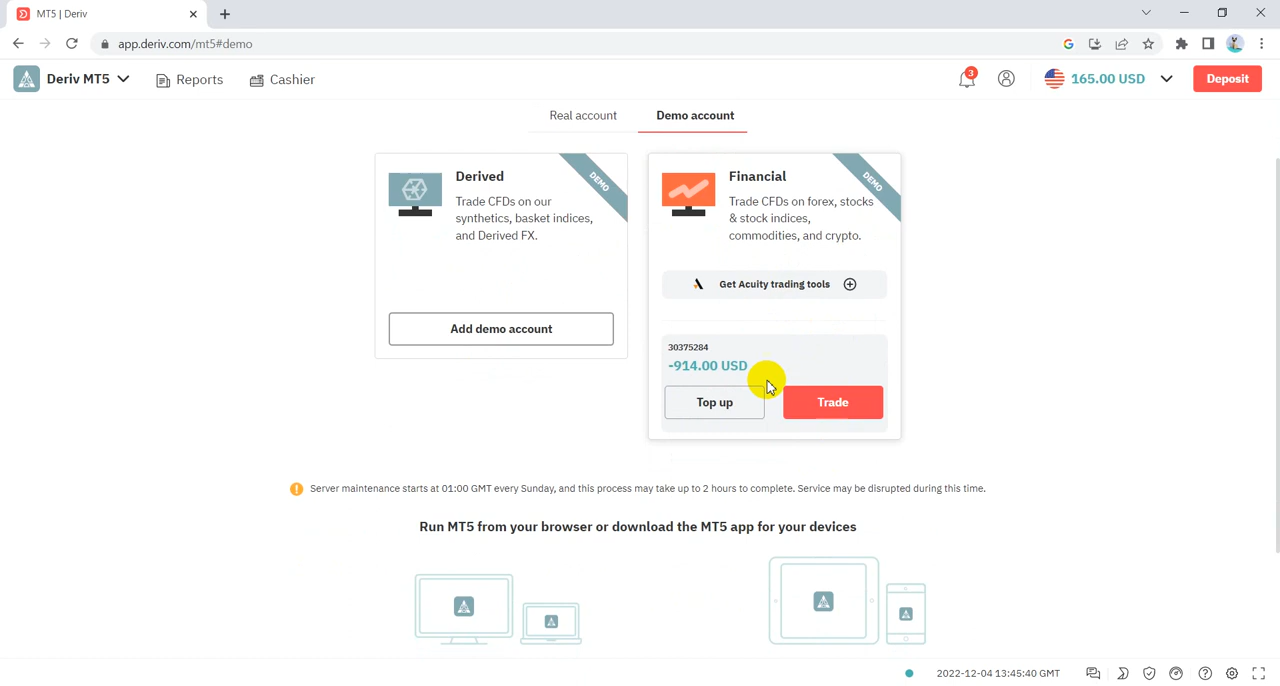 MT5 | Deriv
app.deriv.com/mt5#demo
Deriv MT5
Reports
Cashier
3
165.00 USD
Deposit
Real account
Demo account
Derived
Trade CFDs on our
synthetics, basket indices,
and Derived FX.
DEMO
Add demo account
Financial
Trade CFDs on forex, stocks
& stock indices,
commodities, and crypto.
DEMO
Get Acuity trading tools
30375284
-914.00 USD
Top up
Trade
Server maintenance starts at 01:00 GMT every Sunday, and this process may take up to 2 hours to complete. Service may be disrupted during this time.
Run MT5 from your browser or download the MT5 app for your devices
2022-12-04 13:45:40 GMT